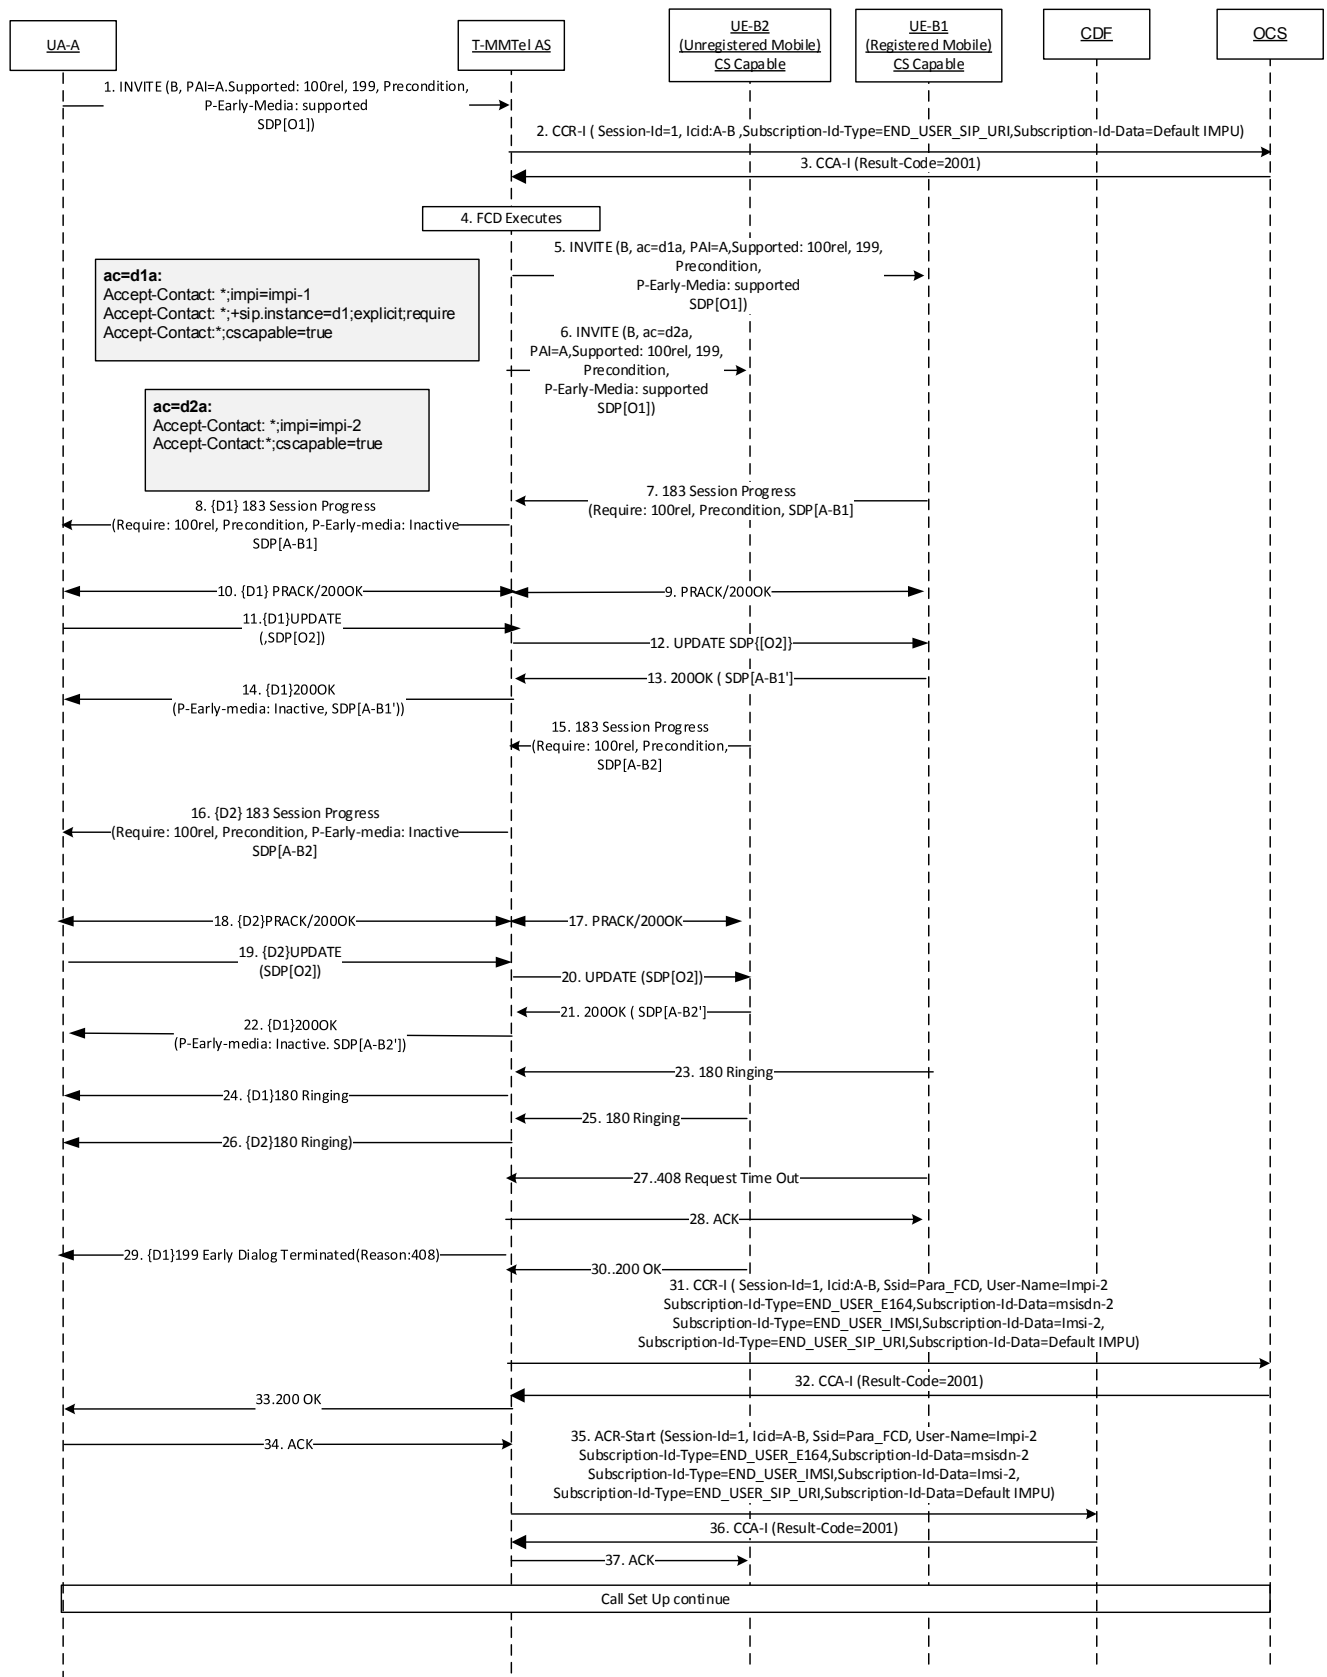 UA-A
T-MMTel AS
UE-B2
(Unregistered Mobile)
CS Capable
UE-B1
(Registered Mobile)
CS Capable
CDF
OCS
1. INVITE (B, PAI=A.Supported: 100rel, 199, Precondition,
P-Early-Media: supported
SDP[O1])
2. CCR-I ( Session-Id=1, Icid:A-B ,Subscription-Id-Type=END_USER_SIP_URI,Subscription-Id-Data=Default IMPU)
3. CCA-I (Result-Code=2001)
4. FCD Executes
5. INVITE (B, ac=d1a, PAI=A,Supported: 100rel, 199,
Precondition,
P-Early-Media: supported
SDP[O1])
ac=d1a:
Accept-Contact: *;impi=impi-1
Accept-Contact: *;+sip.instance=d1;explicit;require
Accept-Contact:*;cscapable=true
6. INVITE (B, ac=d2a,
PAI=A,Supported: 100rel, 199,
Precondition,
P-Early-Media: supported
SDP[O1])
ac=d2a:
Accept-Contact: *;impi=impi-2
Accept-Contact:*;cscapable=true
7. 183 Session Progress
(Require: 100rel, Precondition, SDP[A-B1]
8. {D1} 183 Session Progress
(Require: 100rel, Precondition, P-Early-media: Inactive
SDP[A-B1]
10. {D1} PRACK/200OK
9. PRACK/200OK
11.{D1}UPDATE
(,SDP[O2])
12. UPDATE SDP{[O2]}
13. 200OK ( SDP[A-B1']
14. {D1}200OK
(P-Early-media: Inactive, SDP[A-B1'))
15. 183 Session Progress
(Require: 100rel, Precondition,
SDP[A-B2]
16. {D2} 183 Session Progress
(Require: 100rel, Precondition, P-Early-media: Inactive
SDP[A-B2]
18. {D2}PRACK/200OK
17. PRACK/200OK
19. {D2}UPDATE
(SDP[O2])
20. UPDATE (SDP[O2])
21. 200OK ( SDP[A-B2']
22. {D1}200OK
(P-Early-media: Inactive. SDP[A-B2'])
23. 180 Ringing
24. {D1}180 Ringing
25. 180 Ringing
26. {D2}180 Ringing)
27..408 Request Time Out
28. ACK
29. {D1}199 Early Dialog Terminated(Reason:408)
30..200 OK
31. CCR-I ( Session-Id=1, Icid:A-B, Ssid=Para_FCD, User-Name=Impi-2
Subscription-Id-Type=END_USER_E164,Subscription-Id-Data=msisdn-2
Subscription-Id-Type=END_USER_IMSI,Subscription-Id-Data=Imsi-2,
Subscription-Id-Type=END_USER_SIP_URI,Subscription-Id-Data=Default IMPU)
32. CCA-I (Result-Code=2001)
33.200 OK
34. ACK
35. ACR-Start (Session-Id=1, Icid=A-B, Ssid=Para_FCD, User-Name=Impi-2
Subscription-Id-Type=END_USER_E164,Subscription-Id-Data=msisdn-2
Subscription-Id-Type=END_USER_IMSI,Subscription-Id-Data=Imsi-2,
Subscription-Id-Type=END_USER_SIP_URI,Subscription-Id-Data=Default IMPU)
36. CCA-I (Result-Code=2001)
37. ACK
Call Set Up continue